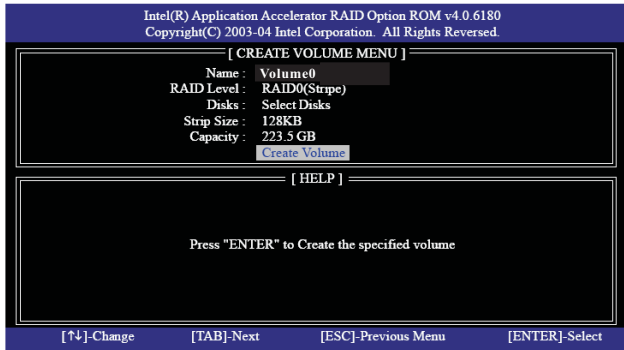 Intel(R) Application Accelerator RAID Option ROM v4.0.6180
Copyright(C) 2003-04 Intel Corporation. All Rights Reversed.
[ CREATE VOLUME MENU ]
Name : Volume0
RAID Level : RAID0(Stripe)
Disks : Select Disks
Strip Size : 128KB
Capacity : 223.5 GB
Create Volume
[ HELP ]
Press "ENTER" to Create the specified volume
[↑↓]-Change [TAB]-Next [ESC]-Previous Menu [ENTER]-Select